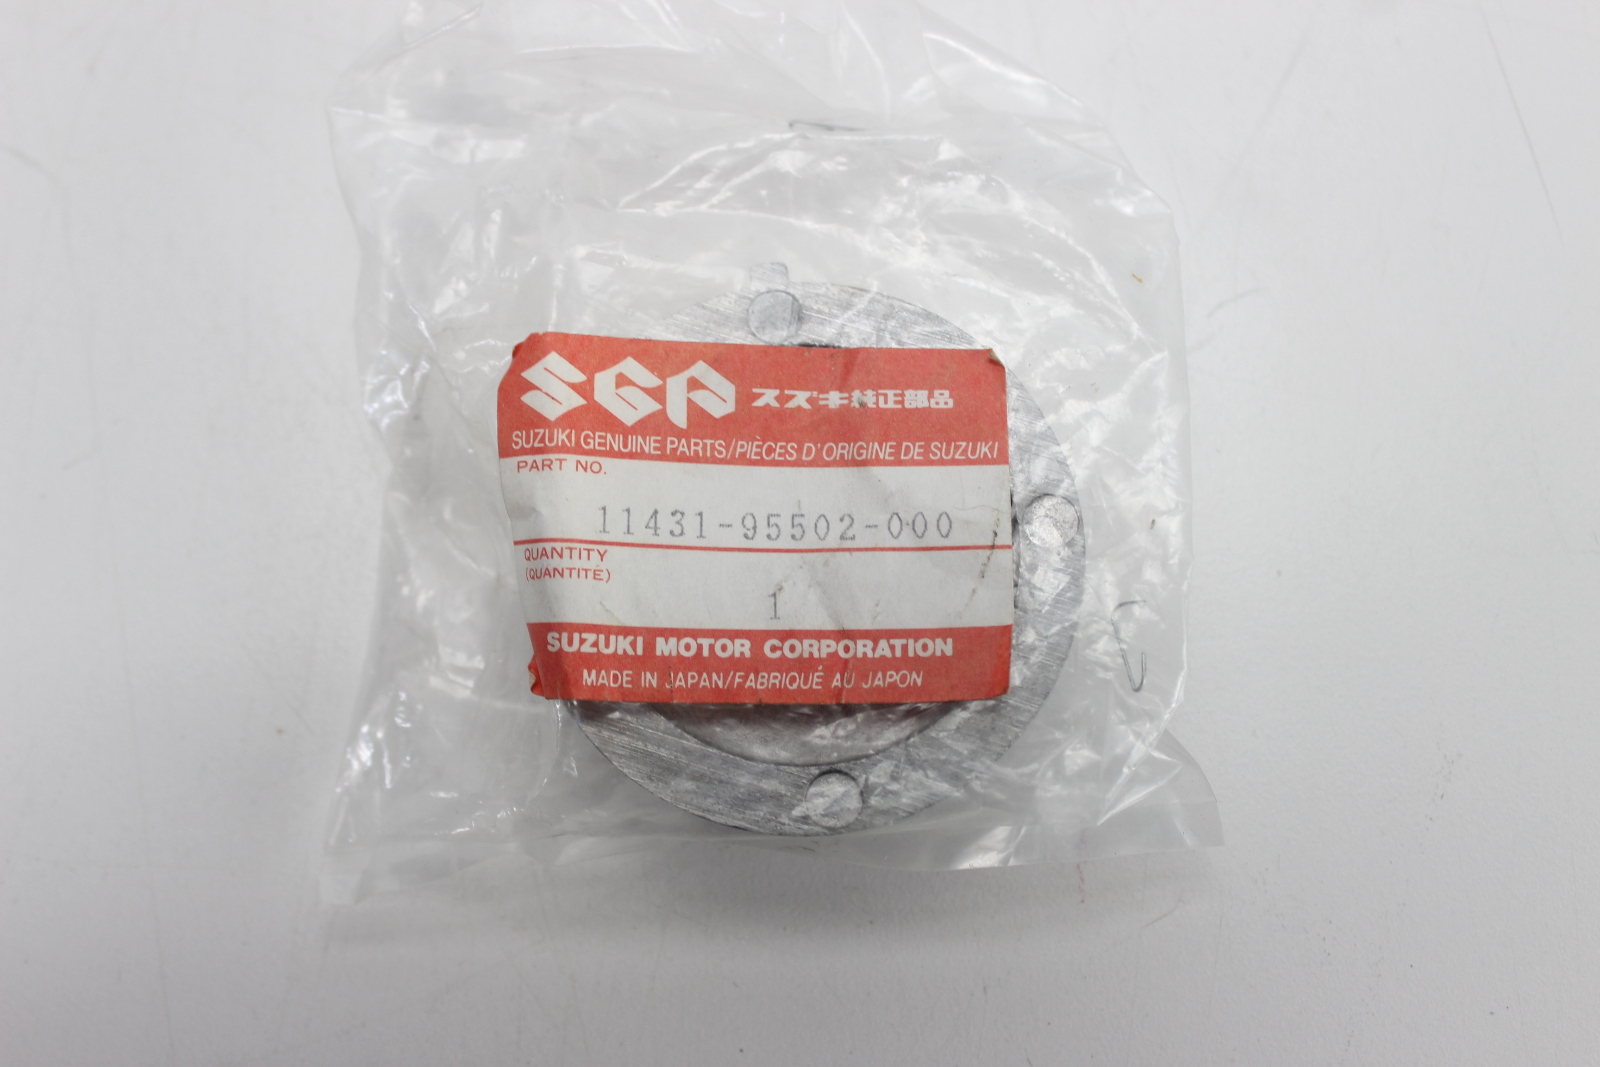 SGP スズキ純正部品
SUZUKI GENUINE PARTS/PIÈCES D'ORIGINE DE SUZUKI
PART NO.
11431-95502-000
QUANTITY
(QUANTITÉ)
1
SUZUKI MOTOR CORPORATION
MADE IN JAPAN/FABRIQUÉ AU JAPON